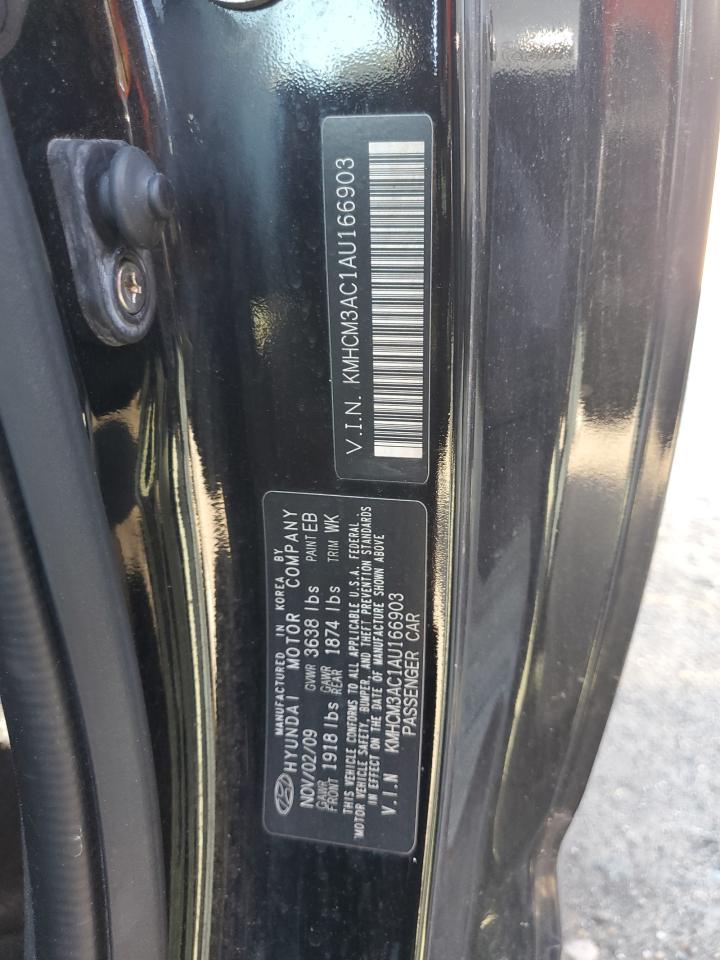 V.I.N. KMHCM3AC1AU166903
MANUFACTURED IN KOREA BY
HYUNDAI MOTOR COMPANY
NOV/02/09 GVWR 3638 lbs PAINT EB
GAWR FRONT 1918 lbs GAWR REAR 1874 lbs TRIM WK
THIS VEHICLE CONFORMS TO ALL APPLICABLE U.S.A. FEDERAL
MOTOR VEHICLE SAFETY, BUMPER, AND THEFT PREVENTION STANDARDS
IN EFFECT ON THE DATE OF MANUFACTURE SHOWN ABOVE
V.I.N KMHCM3AC1AU166903
PASSENGER CAR